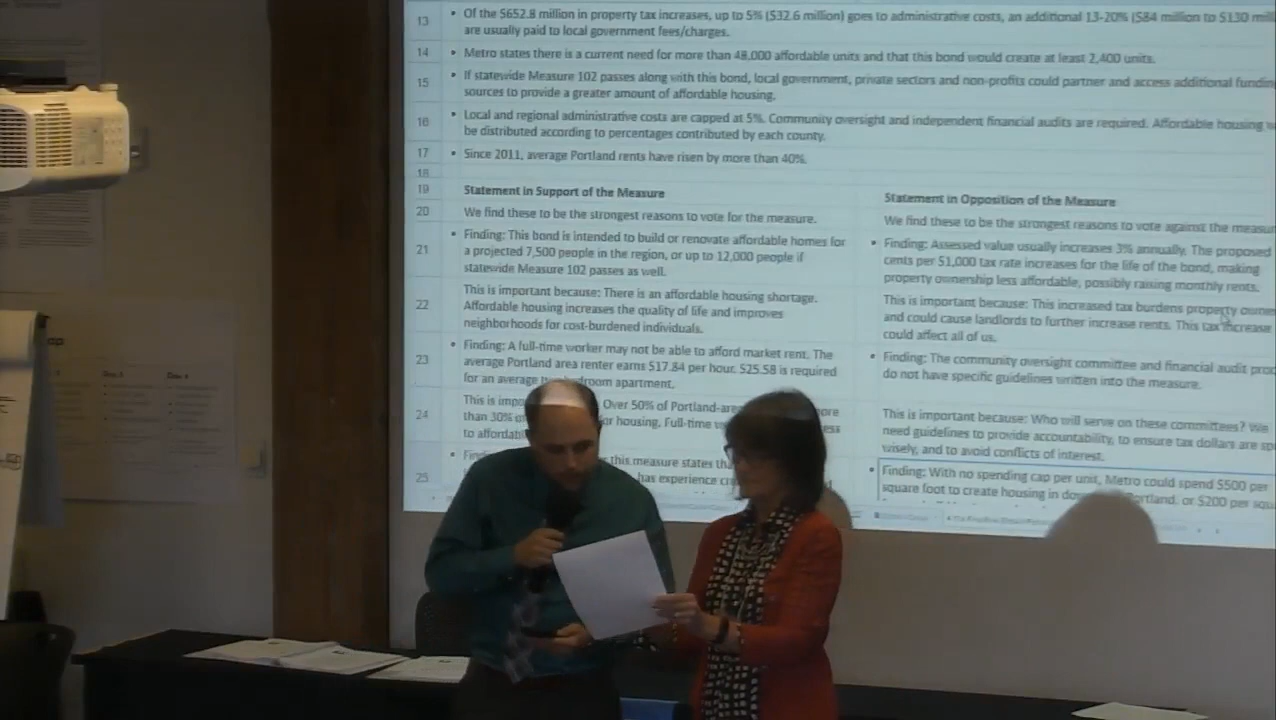 13 • Of the $652.8 million in property tax increases, up to 5% ($32.6 million) goes to administrative costs, an additional 13-20% ($84 million to $130
are usually paid to local government fees/charges.
14 • Metro states there is a current need for more than 48,000 affordable units and that this bond would create at least 2,400 units.
15 • If statewide Measure 102 passes along with this bond, local government, private sectors and non-profits could partner and access additional funding
sources to provide a greater amount of affordable housing.
16 • Local and regional administrative costs are capped at 5%. Community oversight and independent financial audits are required. Affordable housing
be distributed according to percentages contributed by each county.
17 • Since 2011, average Portland rents have risen by more than 40%.
18
19 Statement in Support of the Measure
20 We find these to be the strongest reasons to vote for the measure.
21 • Finding: This bond is intended to build or renovate affordable homes for
a projected 7,500 people in the region, or up to 12,000 people if
statewide Measure 102 passes as well.
22 This is important because: There is an affordable housing shortage.
Affordable housing increases the quality of life and improves
neighborhoods for cost-burdened individuals.
23 • Finding: A full-time worker may not be able to afford market rent. The
average Portland area renter earns $17.84 per hour. $25.58 is required
for an average apartment.
24 This Over 50% of
than 30% for housing. Full-time
to
25 this measure states
has experience
Statement in Opposition of the Measure
We find these to be the strongest reasons to vote against the
• Finding: Assessed value usually increases 3% annually. The proposed
cents per $1,000 tax rate increases for the life of the bond, making
property ownership less affordable, possibly raising monthly rents.
This is important because: This increased tax burdens property
and could cause landlords to further increase rents. This tax increase
could affect all of us.
• Finding: The community oversight committee and financial audit
do not have specific guidelines written into the measure.
This is important because: Who will serve on these committees? We
need guidelines to provide accountability, to ensure tax dollars are
wisely, and to avoid conflicts of interest.
• Finding: With no spending cap per unit, Metro could spend $500 per
square foot to create housing in or $200 per